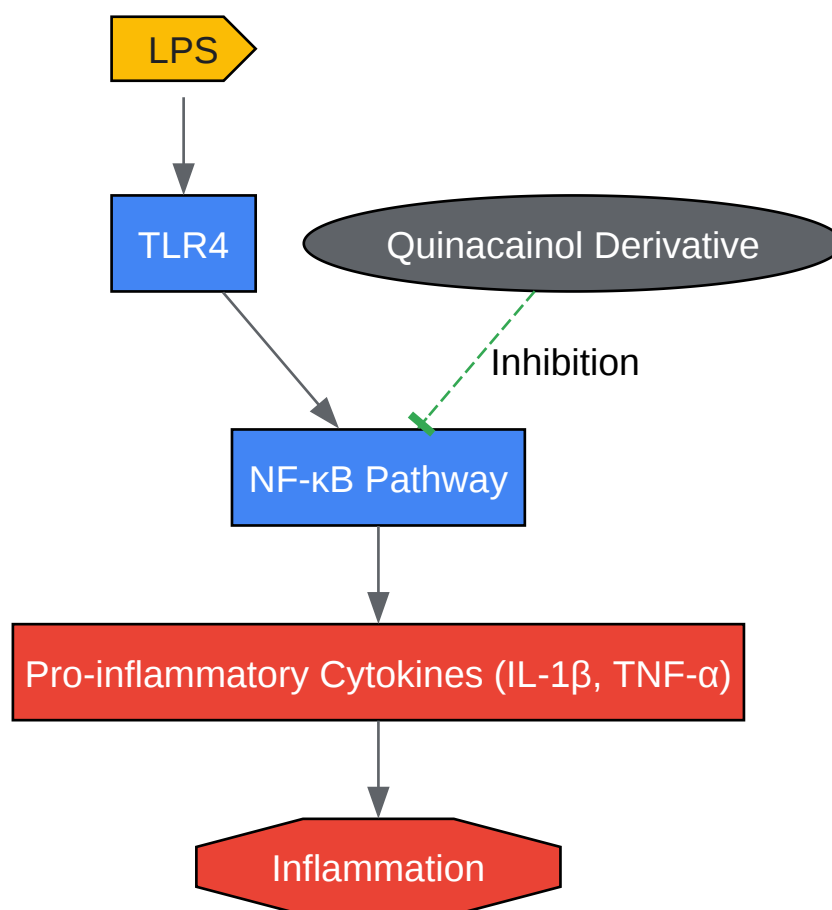 LPS
TLR4
Quinacainol Derivative
Inhibition
NF-κB Pathway
Pro-inflammatory Cytokines (IL-1β, TNF-α)
Inflammation